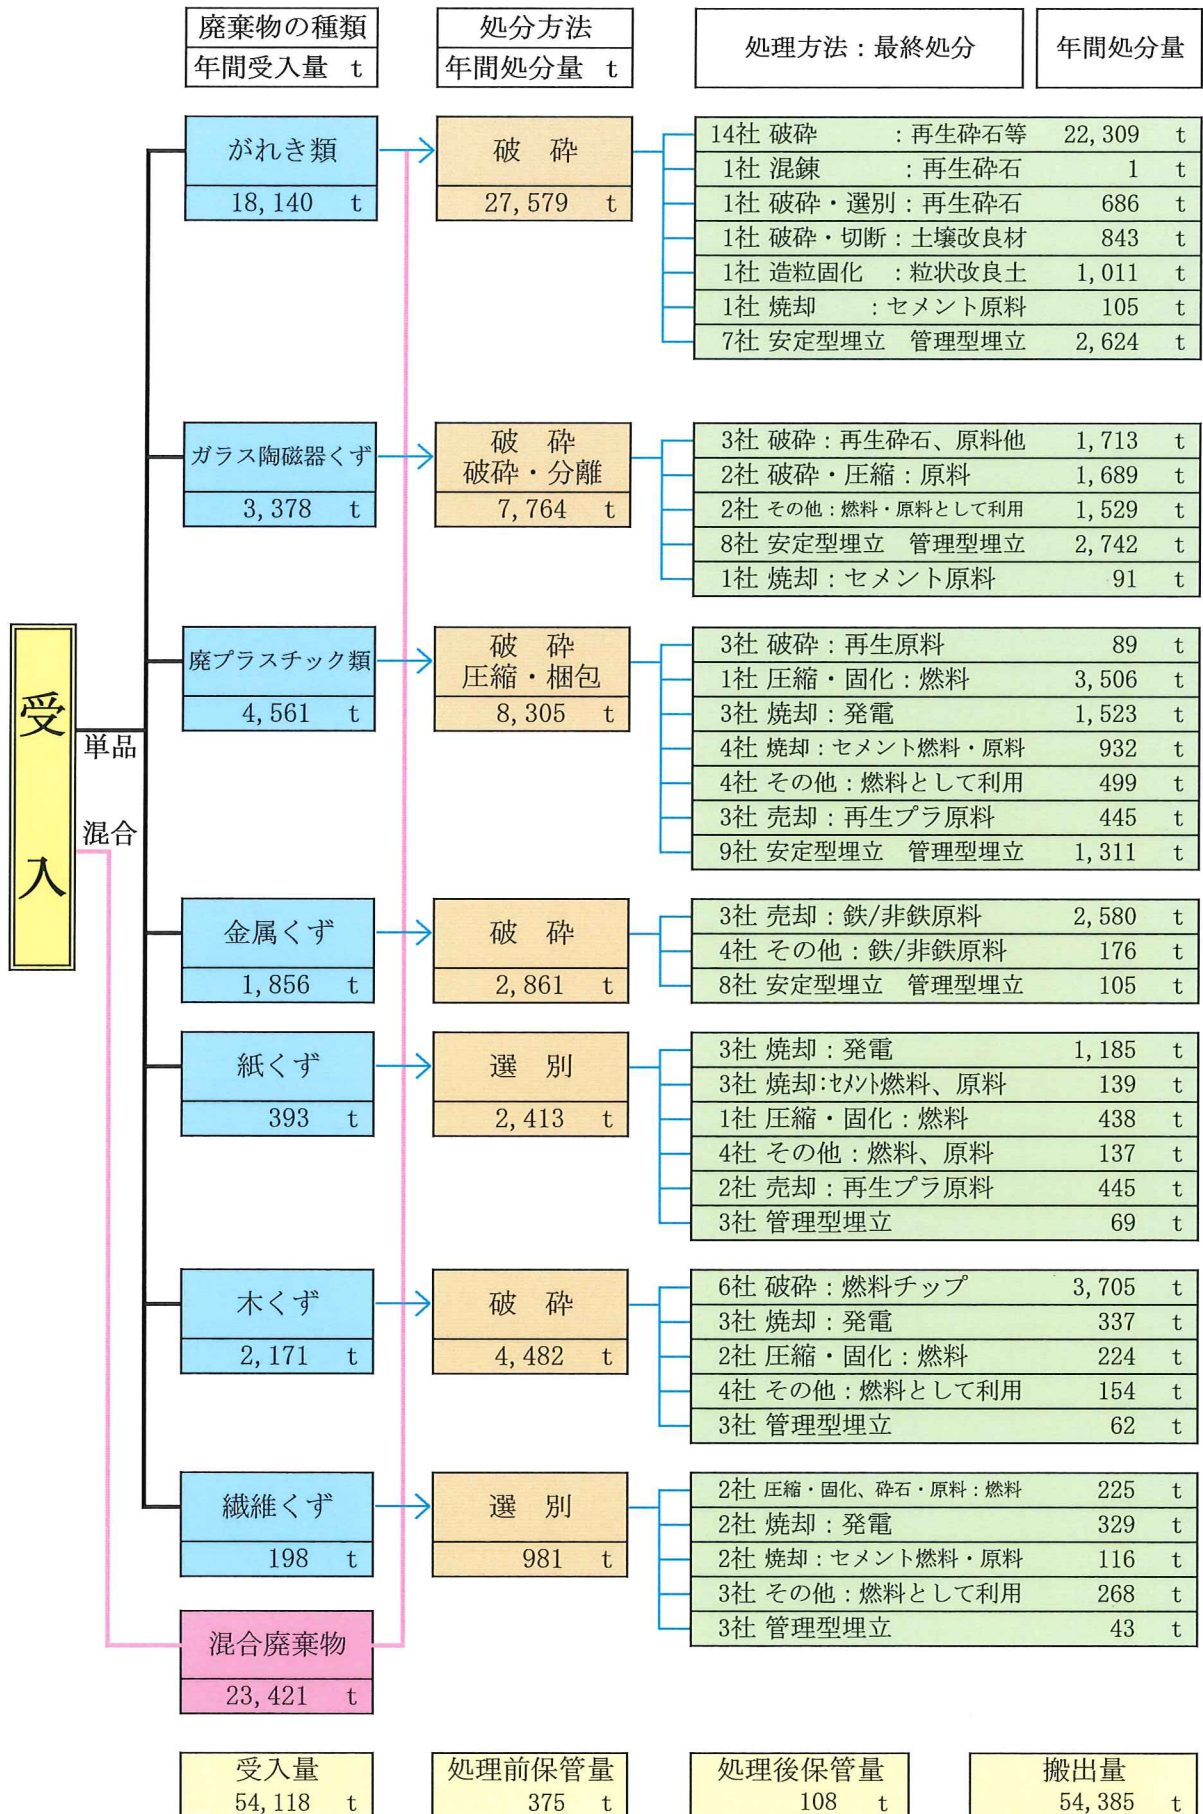 廃棄物の種類
年間受入量 t
処分方法
年間処分量 t
処理方法：最終処分
年間処分量
受入
単品
混合
がれき類
18,140 t
破 砕
27,579 t
14社 破砕 ：再生砕石等 22,309 t
1社 混錬 ：再生砕石 1 t
1社 破砕・選別：再生砕石 686 t
1社 破砕・切断：土壌改良材 843 t
1社 造粒固化 ：粒状改良土 1,011 t
1社 焼却 ：セメント原料 105 t
7社 安定型埋立 管理型埋立 2,624 t
ガラス陶磁器くず
3,378 t
破 砕
破砕・分離
7,764 t
3社 破砕：再生砕石、原料他 1,713 t
2社 破砕・圧縮：原料 1,689 t
2社 その他：燃料・原料として利用 1,529 t
8社 安定型埋立 管理型埋立 2,742 t
1社 焼却：セメント原料 91 t
廃プラスチック類
4,561 t
破 砕
圧縮・梱包
8,305 t
3社 破砕：再生原料 89 t
1社 圧縮・固化：燃料 3,506 t
3社 焼却：発電 1,523 t
4社 焼却：セメント燃料・原料 932 t
4社 その他：燃料として利用 499 t
3社 売却：再生プラ原料 445 t
9社 安定型埋立 管理型埋立 1,311 t
金属くず
1,856 t
破 砕
2,861 t
3社 売却：鉄/非鉄原料 2,580 t
4社 その他：鉄/非鉄原料 176 t
8社 安定型埋立 管理型埋立 105 t
紙くず
393 t
選 別
2,413 t
3社 焼却：発電 1,185 t
3社 焼却：ｾﾒﾝﾄ燃料、原料 139 t
1社 圧縮・固化：燃料 438 t
4社 その他：燃料、原料 137 t
2社 売却：再生プラ原料 445 t
3社 管理型埋立 69 t
木くず
2,171 t
破 砕
4,482 t
6社 破砕：燃料チップ 3,705 t
3社 焼却：発電 337 t
2社 圧縮・固化：燃料 224 t
4社 その他：燃料として利用 154 t
3社 管理型埋立 62 t
繊維くず
198 t
選 別
981 t
2社 圧縮・固化、砕石・原料：燃料 225 t
2社 焼却：発電 329 t
2社 焼却：セメント燃料・原料 116 t
3社 その他：燃料として利用 268 t
3社 管理型埋立 43 t
混合廃棄物
23,421 t
受入量
54,118 t
処理前保管量
375 t
処理後保管量
108 t
搬出量
54,385 t